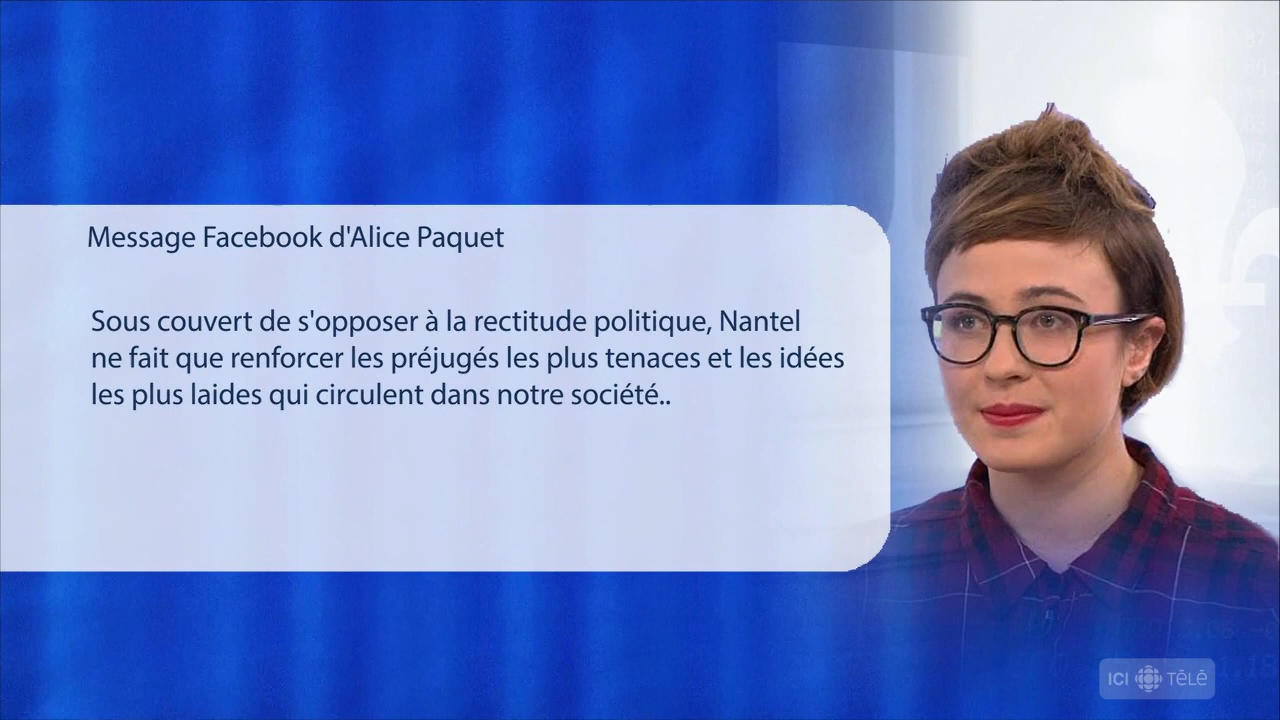 Message Facebook d'Alice Paquet
Sous couvert de s'opposer à la rectitude politique, Nantel
ne fait que renforcer les préjugés les plus tenaces et les idées
les plus laides qui circulent dans notre société..
ICI TÉLÉ